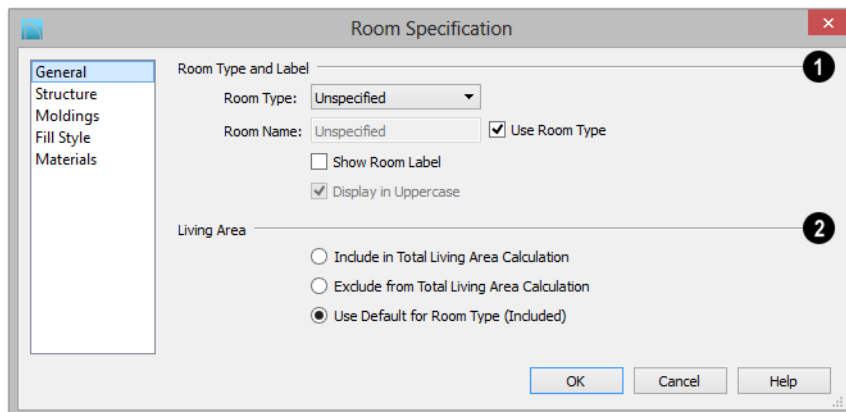 Room Specification
General
Structure
Moldings
Fill Style
Materials
Room Type and Label
1
Room Type: Unspecified
Room Name: Unspecified Use Room Type
Show Room Label
Display in Uppercase
Living Area
2
Include in Total Living Area Calculation
Exclude from Total Living Area Calculation
Use Default for Room Type (Included)
OK Cancel Help